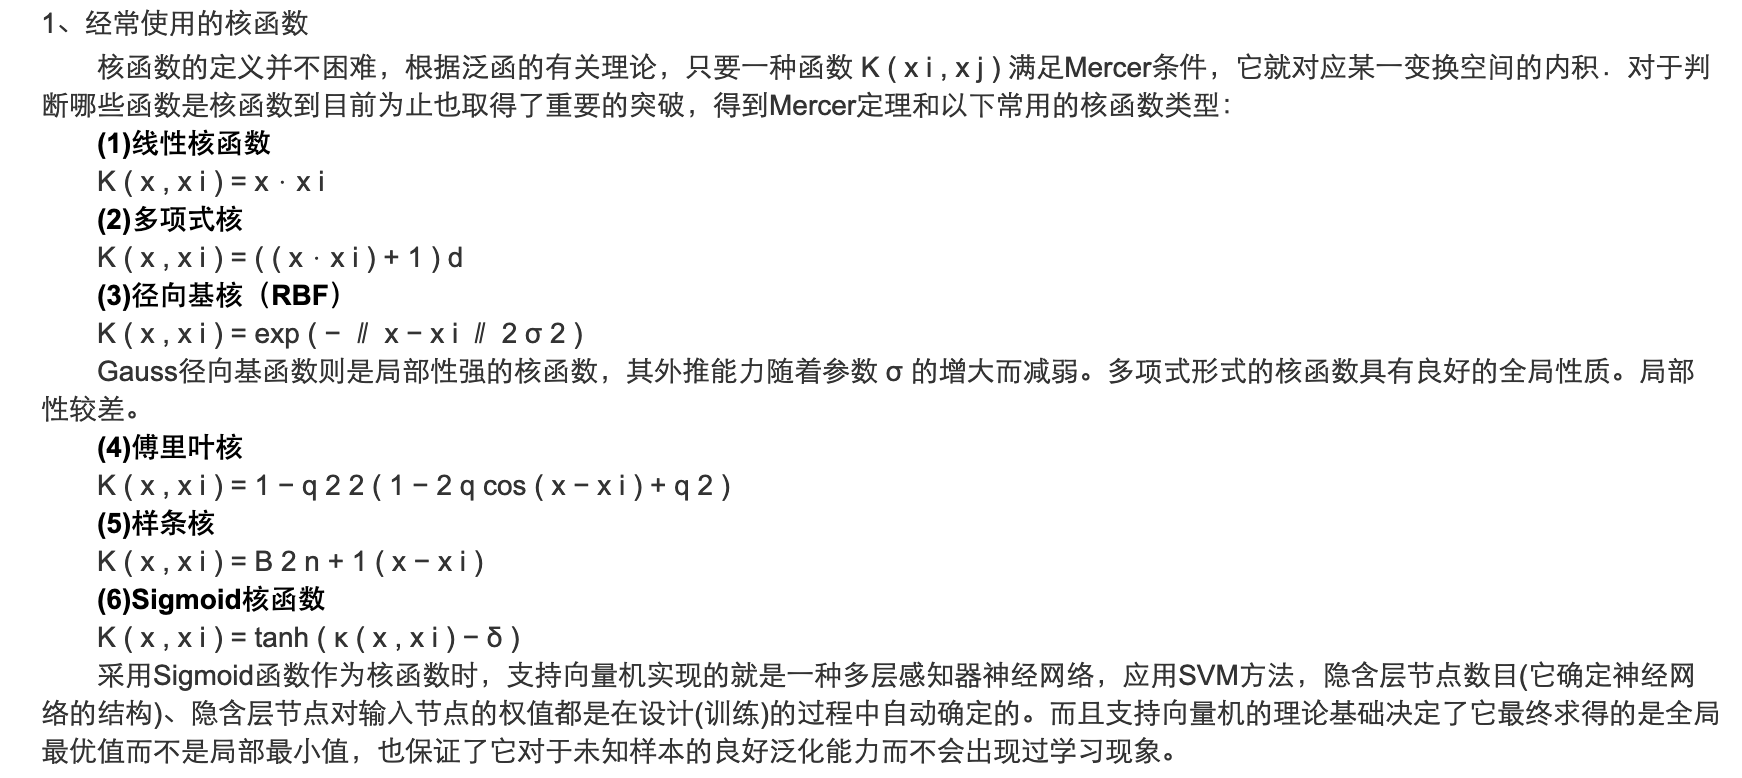 1、经常使用的核函数
核函数的定义并不困难，根据泛函的有关理论，只要一种函数 K ( x i , x j ) 满足Mercer条件，它就对应某一变换空间的内积．对于判
断哪些函数是核函数到目前为止也取得了重要的突破，得到Mercer定理和以下常用的核函数类型：
(1)线性核函数
K ( x , x i ) = x ⋅ x i
(2)多项式核
K ( x , x i ) = ( ( x ⋅ x i ) + 1 ) d
(3)径向基核（RBF）
K ( x , x i ) = exp ( − ∥ x − x i ∥ 2 σ 2 )
Gauss径向基函数则是局部性强的核函数，其外推能力随着参数 σ 的增大而减弱。多项式形式的核函数具有良好的全局性质。局部
性较差。
(4)傅里叶核
K ( x , x i ) = 1 − q 2 2 ( 1 − 2 q cos ( x − x i ) + q 2 )
(5)样条核
K ( x , x i ) = B 2 n + 1 ( x − x i )
(6)Sigmoid核函数
K ( x , x i ) = tanh ( κ ( x , x i ) − δ )
采用Sigmoid函数作为核函数时，支持向量机实现的就是一种多层感知器神经网络，应用SVM方法，隐含层节点数目(它确定神经网
络的结构)、隐含层节点对输入节点的权值都是在设计(训练)的过程中自动确定的。而且支持向量机的理论基础决定了它最终求得的是全局
最优值而不是局部最小值，也保证了它对于未知样本的良好泛化能力而不会出现过学习现象。